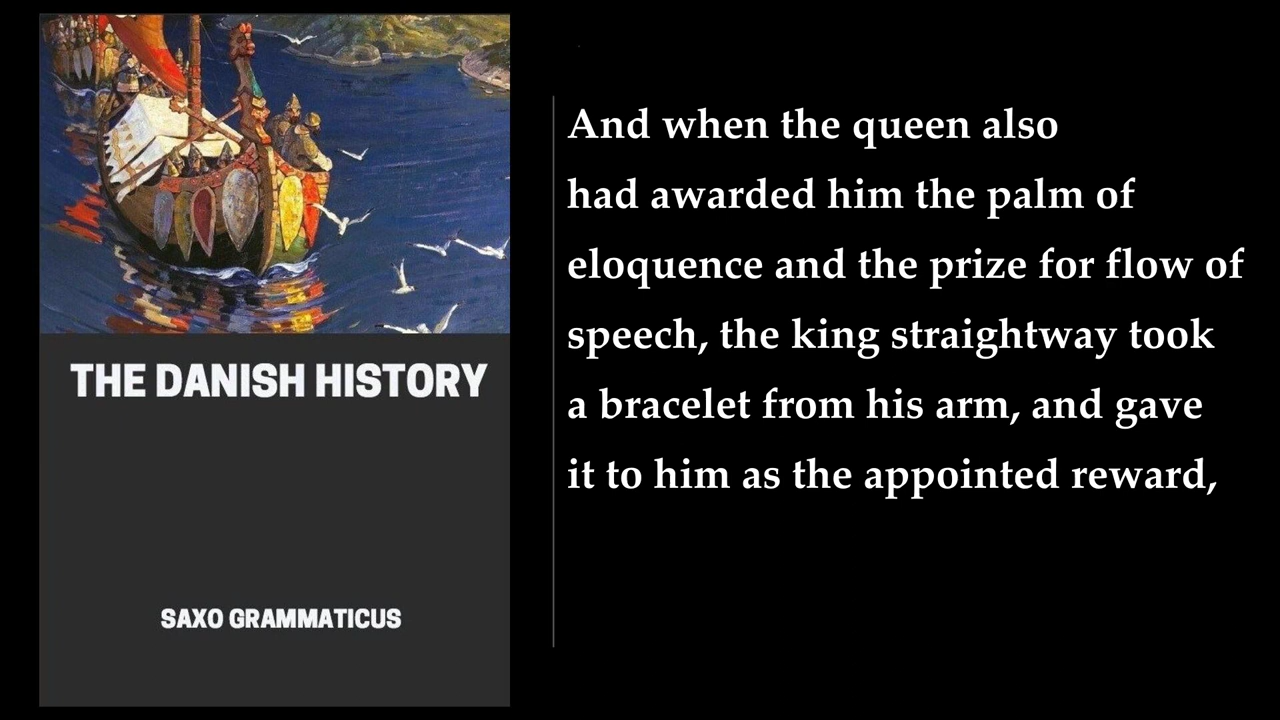 THE DANISH HISTORY
SAXO GRAMMATICUS
And when the queen also
had awarded him the palm of
eloquence and the prize for flow of
speech, the king straightway took
a bracelet from his arm, and gave
it to him as the appointed reward,